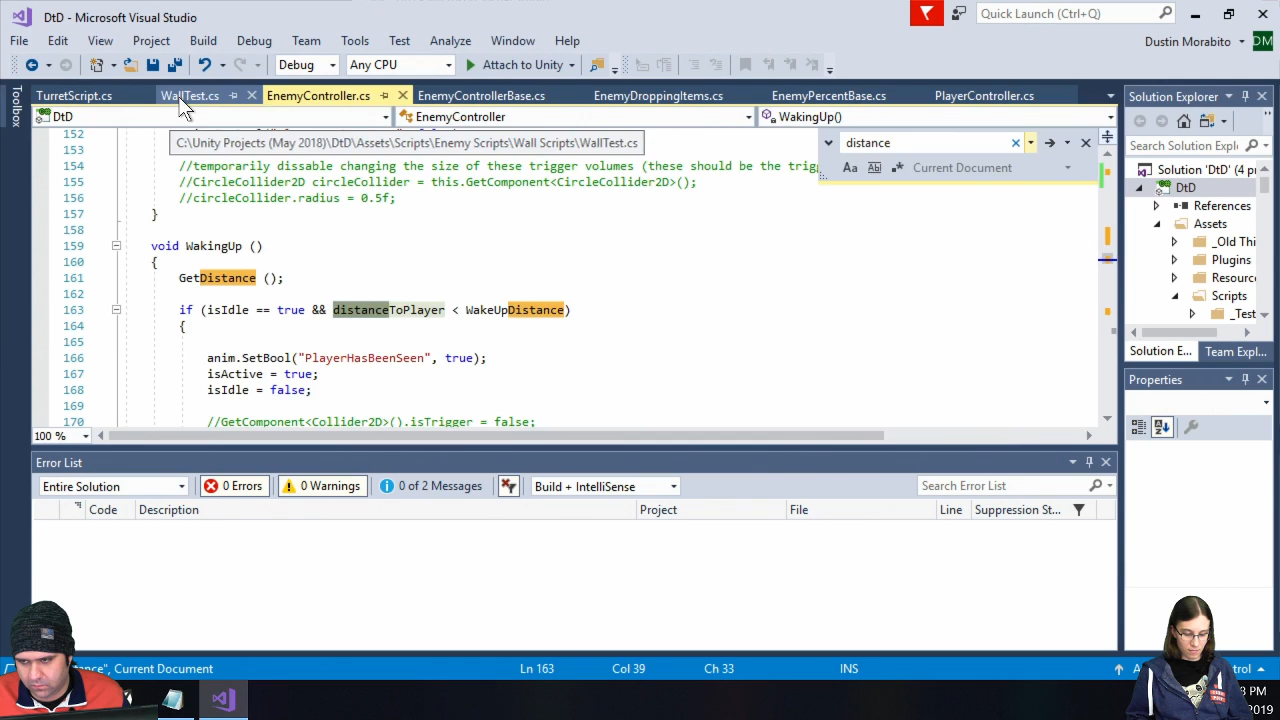 DtD - Microsoft Visual Studio
Quick Launch (Ctrl+Q)
File Edit View Project Build Debug Team Tools Test Analyze Window Help
Dustin Morabito DM
Debug Any CPU Attach to Unity
Toolbox
TurretScript.cs WallTest.cs EnemyController.cs EnemyControllerBase.cs EnemyDroppingItems.cs EnemyPercentBase.cs PlayerController.cs
DtD EnemyController WakingUp()
C:\Unity Projects (May 2018)\DtD\Assets\Scripts\Enemy Scripts\Wall Scripts\WallTest.cs
distance
Aa Ab Current Document
152
153
154 //temporarily dissable changing the size of these trigger volumes (these should be the trig
155 //CircleCollider2D circleCollider = this.GetComponent<CircleCollider2D>();
156 //circleCollider.radius = 0.5f;
157 }
158
159 void WakingUp ()
160 {
161 GetDistance ();
162
163 if (isIdle == true && distanceToPlayer < WakeUpDistance)
164 {
165
166 anim.SetBool("PlayerHasBeenSeen", true);
167 isActive = true;
168 isIdle = false;
169
170 //GetComponent<Collider2D>().isTrigger = false;
100 %
Solution Explorer
Search Solution Explo
Solution 'DtD' (4 pr
DtD
References
Assets
_Old Thi
Plugins
Resourc
Scripts
_Test
Solution E... Team Expl...
Properties
Error List
Entire Solution 0 Errors 0 Warnings 0 of 2 Messages Build + IntelliSense Search Error List
Code Description Project File Line Suppression St...
ance", Current Document Ln 163 Col 39 Ch 33 INS
8 PM
2019